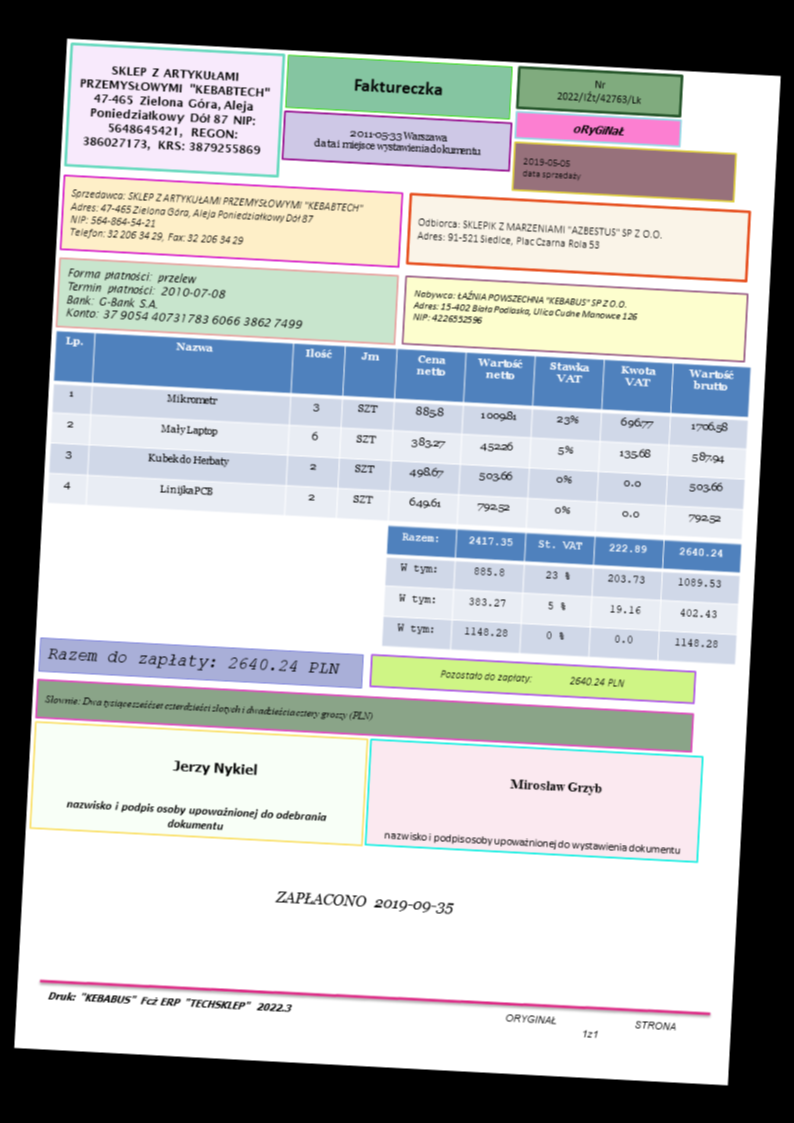 SKLEP Z ARTYKUŁAMI
PRZEMYSŁOWYMI "KEBABTECH"
47-465 Zielona Góra, Aleja
Poniedziałkowy Dół 87 NIP:
5648645421, REGON:
386027173, KRS: 3879255869
Faktureczka
2011-05-33 Warszawa
data i miejsce wystawienia dokumentu
Nr
2022/IŻt/42763/Lk
oRyGiNaŁ
2019-05-05
data sprzedaży
Sprzedawca: SKLEP Z ARTYKUŁAMI PRZEMYSŁOWYMI "KEBABTECH"
Adres: 47-465 Zielona Góra, Aleja Poniedziałkowy Dół 87
NIP: 564-864-54-21
Telefon: 32 206 34 29, Fax: 32 206 34 29
Odbiorca: SKLEPIK Z MARZENIAMI "AZBESTUS" SP Z O.O.
Adres: 91-521 Siedlce, Plac Czarna Rola 53
Forma płatności: przelew
Termin płatności: 2010-07-08
Bank: G-Bank S.A.
Konto: 37 9054 40731783 6066 3862 7499
Nabywca: ŁAŹNIA POWSZECHNA "KEBABUS" SP Z O.O.
Adres: 15-402 Biała Podlaska, Ulica Cudne Manowce 126
NIP: 4226532596
Lp. Nazwa Ilość Jm Cena netto Wartość netto Stawka VAT Kwota VAT Wartość brutto
1 Mikrometr 3 SZT 885.8 1009.81 23% 696.77 1706.58
2 Mały Laptop 6 SZT 383.27 452.26 5% 135.68 587.94
3 Kubek do Herbaty 2 SZT 498.67 503.66 0% 0.0 503.66
4 Linijka PCB 2 SZT 649.61 792.52 0% 0.0 792.52
Razem: 2417.35 St. VAT 222.89 2640.24
W tym: 885.8 23 % 203.73 1089.53
W tym: 383.27 5 % 19.16 402.43
W tym: 1148.28 0 % 0.0 1148.28
Razem do zapłaty: 2640.24 PLN
Pozostało do zapłaty: 2640.24 PLN
Słownie: Dwa tysiące sześćset czterdzieści złotych i dwadzieścia cztery groszy (PLN)
Jerzy Nykiel
nazwisko i podpis osoby upoważnionej do odebrania
dokumentu
Mirosław Grzyb
nazwisko i podpis osoby upoważnionej do wystawienia dokumentu
ZAPŁACONO 2019-09-35
Druk: "KEBABUS" Fcż ERP "TECHSKLEP" 2022.3
ORYGINAŁ STRONA
1z1